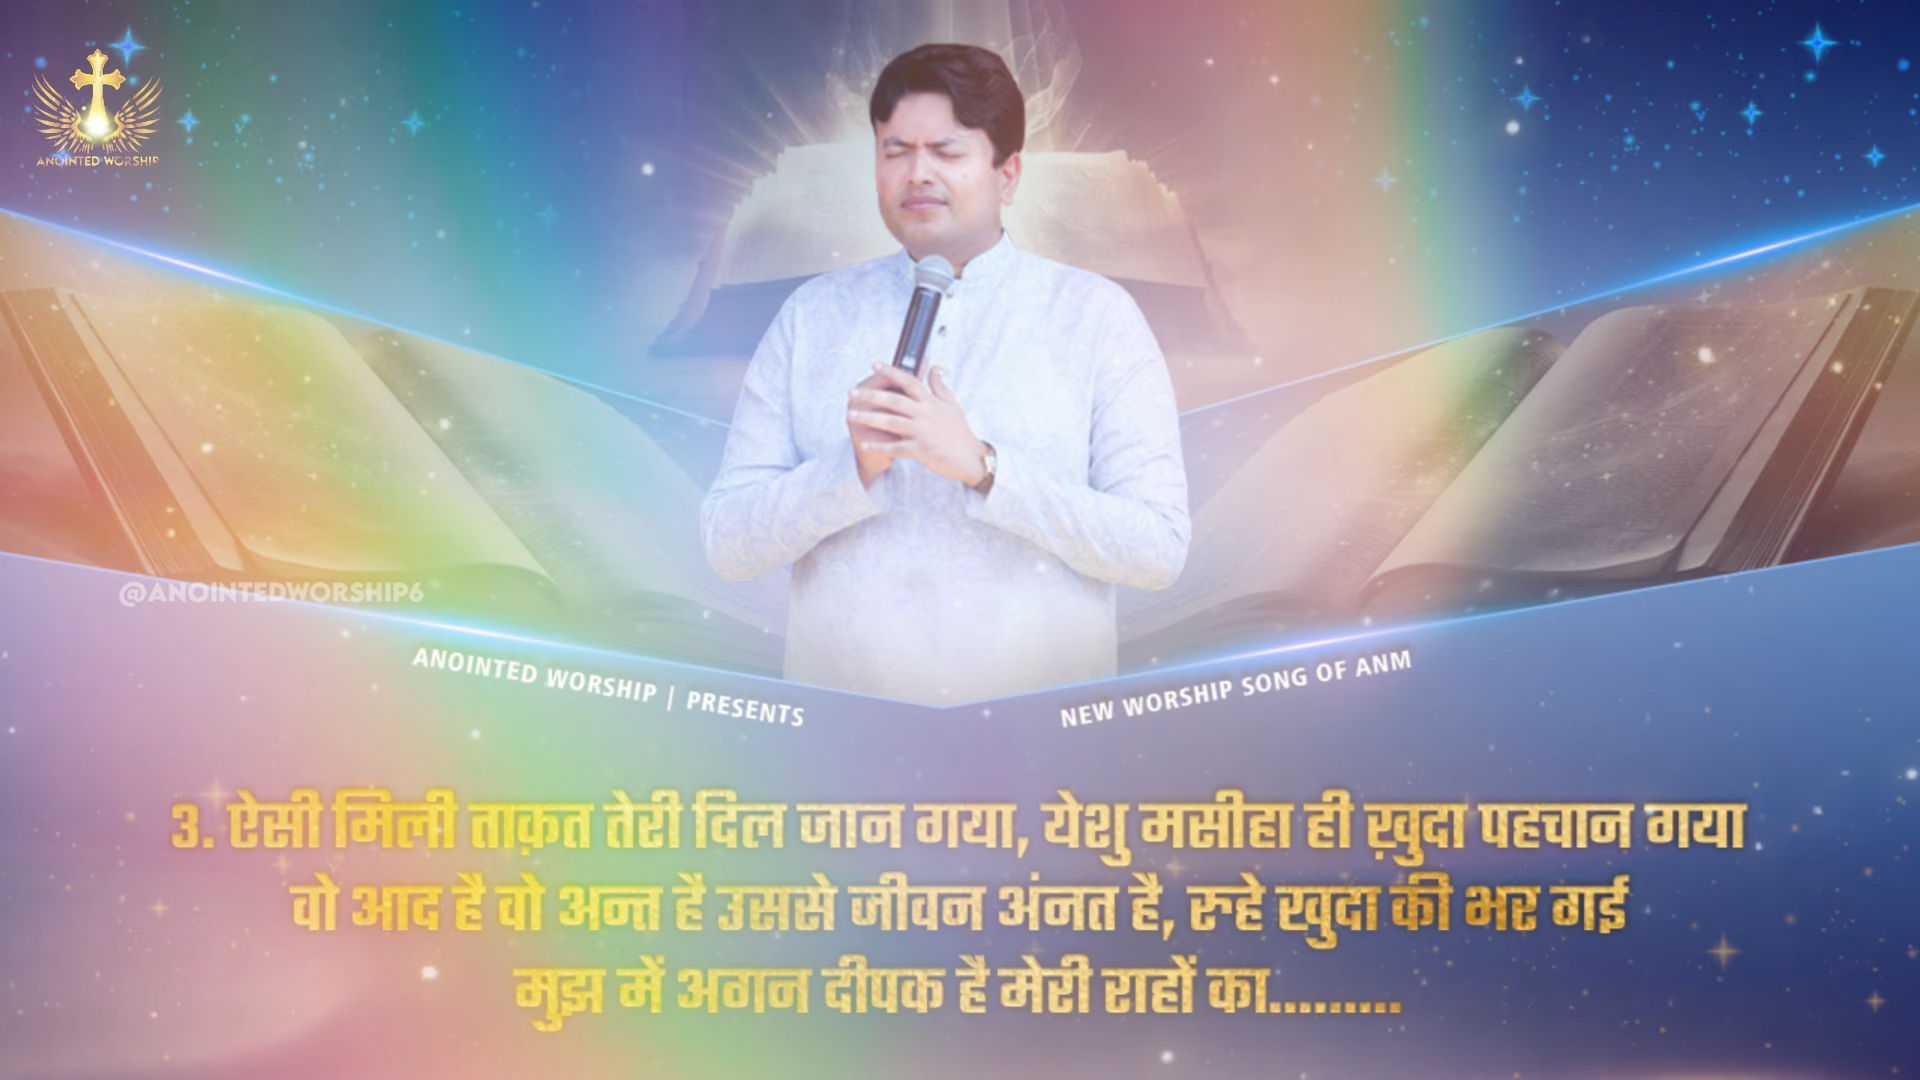 ANOINTED WORSHIP
@ANOINTEDWORSHIP6
ANOINTED WORSHIP | PRESENTS
NEW WORSHIP SONG OF ANM
3. ऐसी मिली ताक़त तेरी दिल जान गया, येशु मसीहा ही ख़ुदा पहचान गया
वो आद है वो अन्त है उससे जीवन अंनत है, रुहे खुदा की भर गई
मुझ में अगन दीपक है मेरी राहों का.........